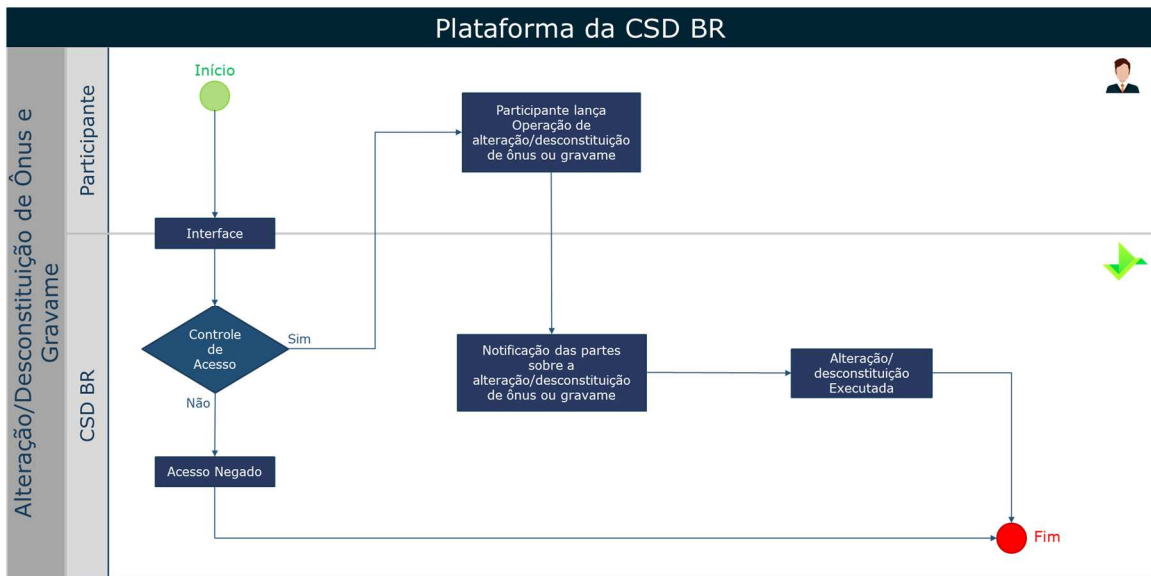 Plataforma da CSD BR
Alteração/Desconstituição de Ônus e
Gravame
Participante
CSD BR
Início
Interface
Controle
de
Acesso
Sim
Não
Acesso Negado
Participante lança
Operação de
alteração/desconstituição
de ônus ou gravame
Notificação das partes
sobre a
alteração/desconstituição
de ônus ou gravame
Alteração/
desconstituição
Executada
Fim